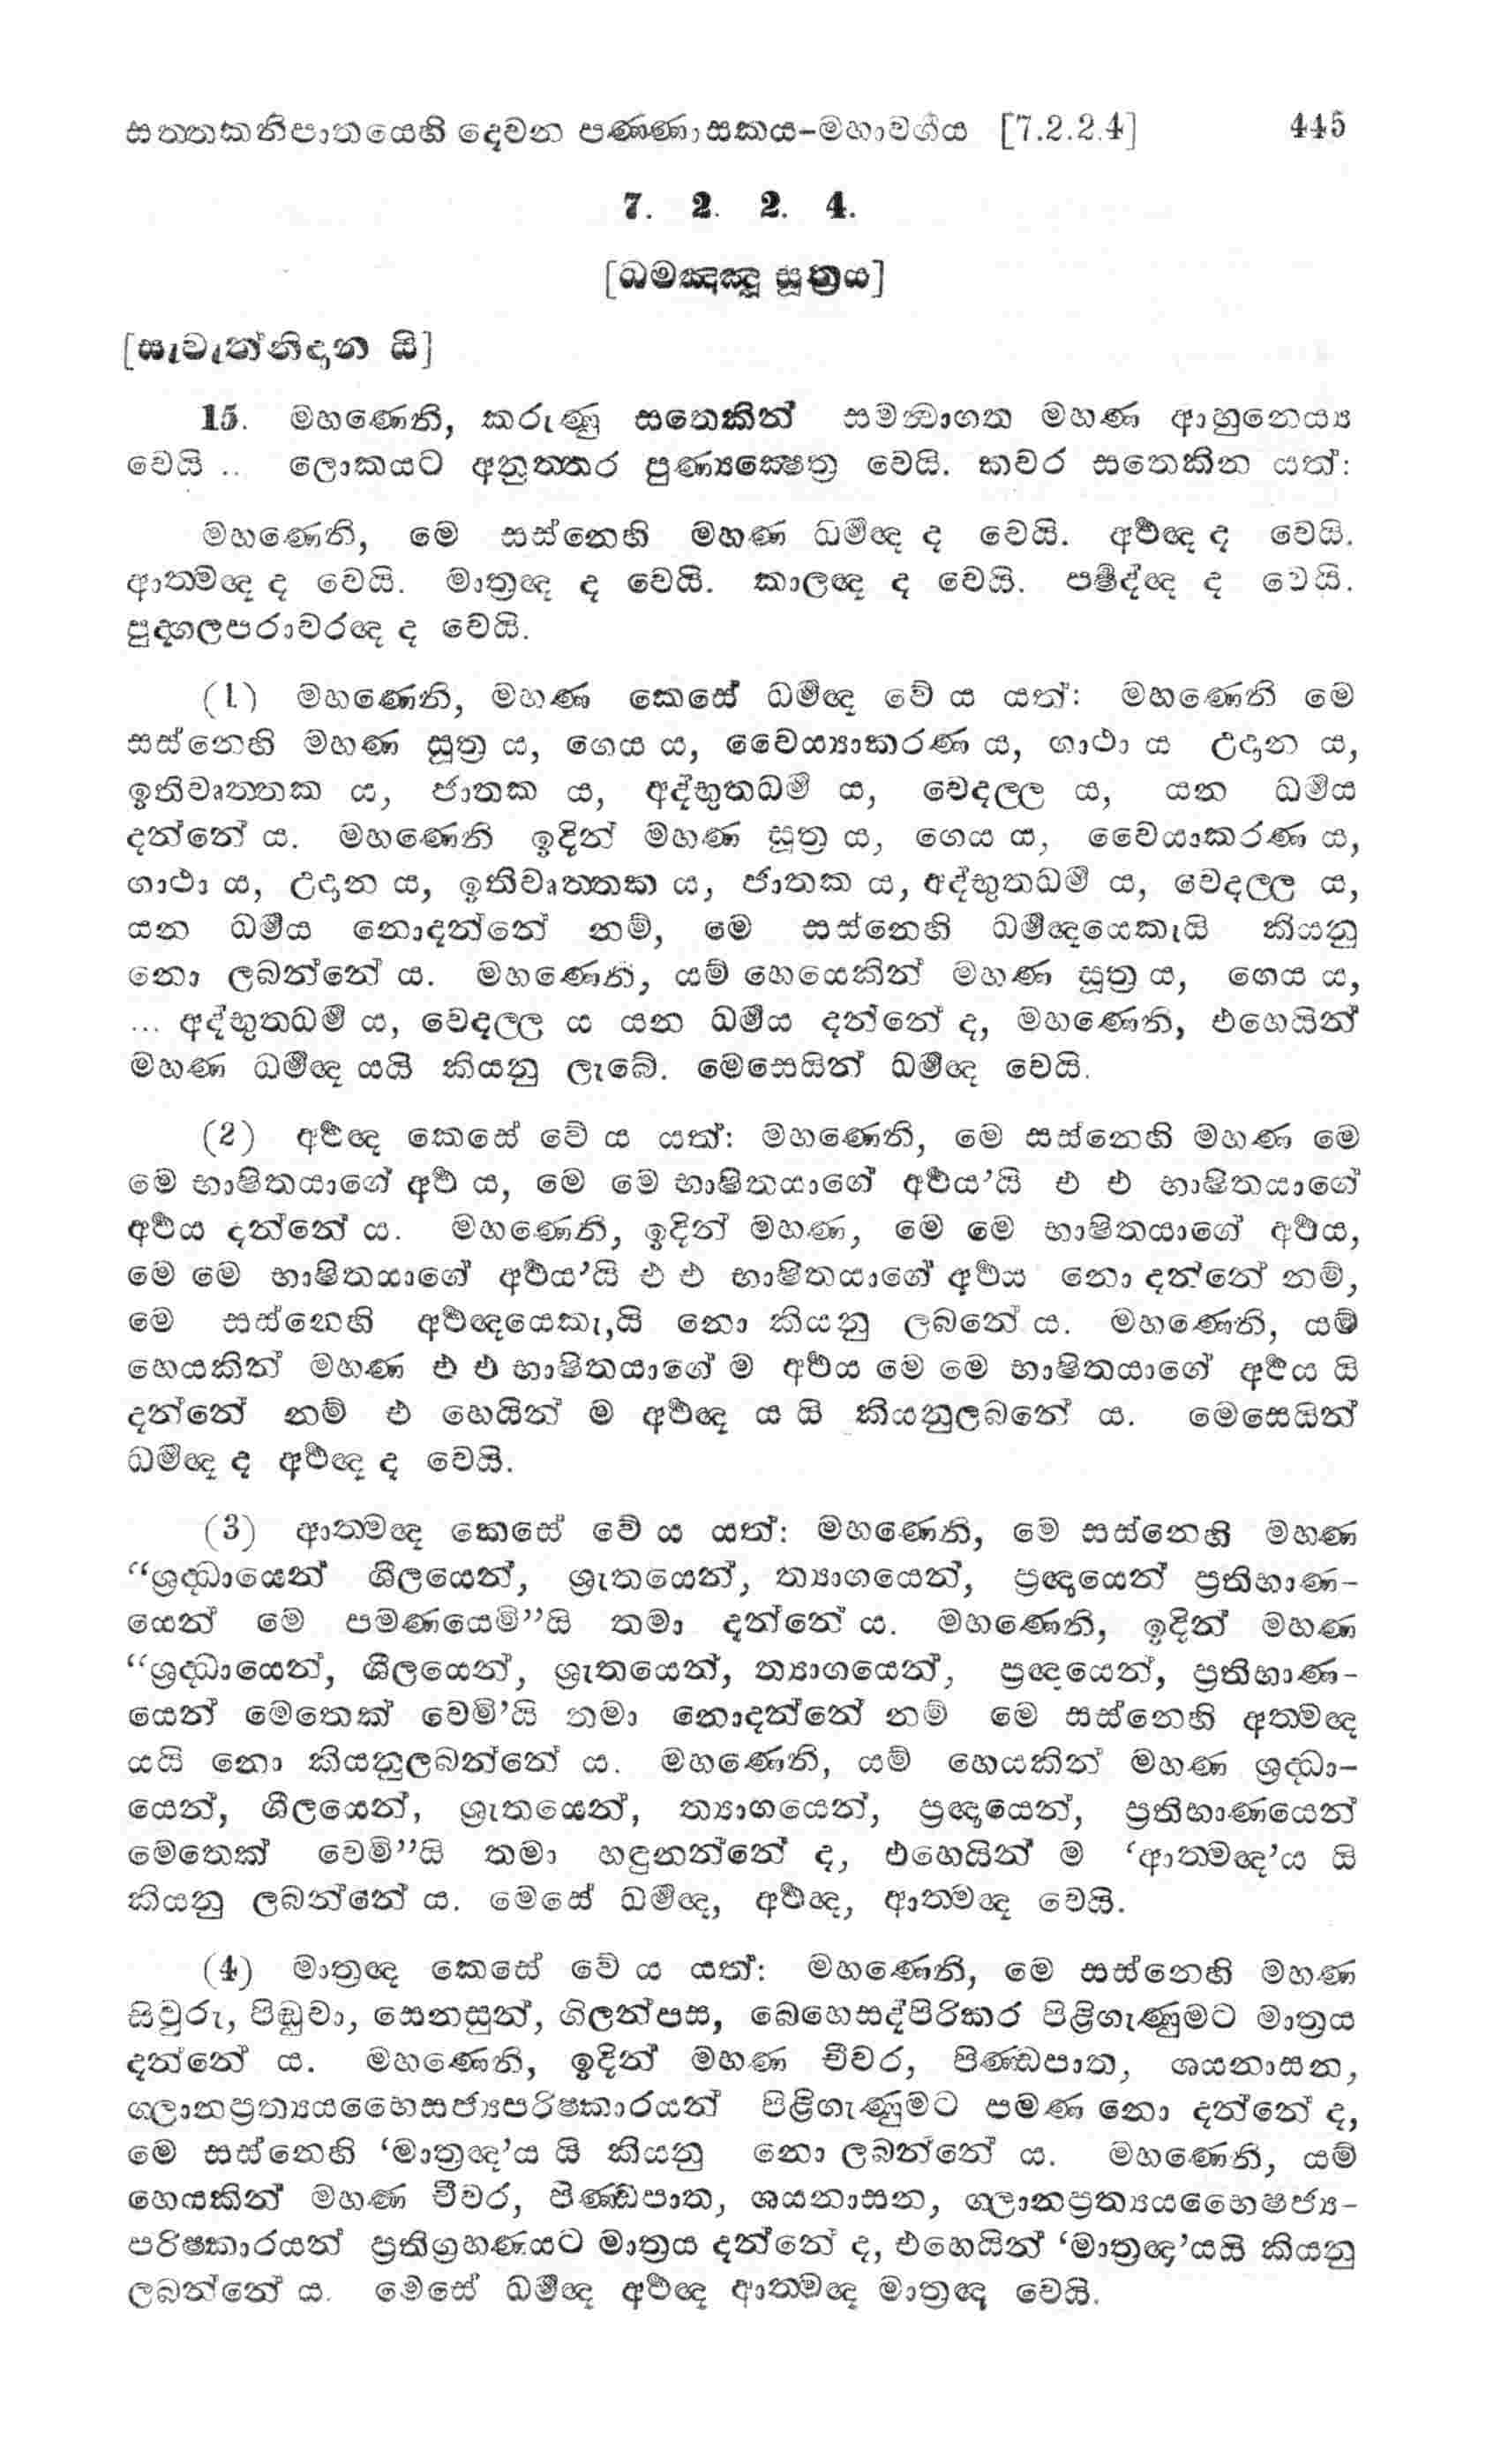 සත්තකනිපාතයෙහි දෙවන පණ්ණාසකය-මහාවර්ගය [7.2.2.4] 445
7. 2. 2. 4.
[ධම්මඤ්ඤූ සූත්‍රය]
[සැවැත්නිදාන යි]
15. මහණෙනි, කරුණු සතෙකින් සමන්වාගත මහණ ආහුනෙය්‍ය
වෙයි .. ලොකයට අනුත්තර පුණ්‍යක්‍ෂෙත්‍ර වෙයි. කවර සතෙකින යත්:
මහණෙනි, මෙ සස්නෙහි මහණ ධර්‍මඥ ද වෙයි. අර්‍ථඥ ද වෙයි.
ආත්මඥ ද වෙයි. මාත්‍රඥ ද වෙයි. කාලඥ ද වෙයි. පර්‍ෂද්ඥ ද වෙයි.
පුද්ගලපරාවරඥ ද වෙයි.
(1) මහණෙනි, මහණ කෙසේ ධර්‍මඥ වේ ය යත්: මහණෙනි මෙ
සස්නෙහි මහණ සූත්‍ර ය, ගෙය ය, වෛය්‍යාකරණ ය, ගාථා ය උදාන ය,
ඉතිවෘත්තක ය, ජාතක ය, අද්භුතධර්‍ම ය, වෙදල්ල ය, යන ධර්‍මය
දන්නේ ය. මහණෙනි ඉදින් මහණ සූත්‍ර ය, ගෙය ය, වෛයාකරණ ය,
ගාථා ය, උදාන ය, ඉතිවෘත්තක ය, ජාතක ය, අද්භුතධර්‍ම ය, වෙදල්ල ය,
යන ධර්‍මය නොදන්නේ නම්, මෙ සස්නෙහි ධර්‍මඥයෙකැයි කියනු
නො ලබන්නේ ය. මහණෙනි, යම් හෙයෙකින් මහණ සූත්‍ර ය, ගෙය ය,
... අද්භුතධර්‍ම ය, වෙදල්ල ය යන ධර්‍මය දන්නේ ද, මහණෙනි, එහෙයින්
මහණ ධර්‍මඥ යයි කියනු ලැබේ. මෙසෙයින් ධර්‍මඥ වෙයි.
(2) අර්‍ථඥ කෙසේ වේ ය යත්: මහණෙනි, මෙ සස්නෙහි මහණ මෙ
මෙ භාෂිතයාගේ අර්‍ථ ය, මෙ මෙ භාෂිතයාගේ අර්‍ථය’යි එ එ භාෂිතයාගේ
අර්‍ථය දන්නේ ය. මහණෙනි, ඉදින් මහණ, මෙ මෙ භාෂිතයාගේ අර්‍ථය,
මෙ මෙ භාෂිතයාගේ අර්‍ථය’යි එ එ භාෂිතයාගේ අර්‍ථය නො දන්නේ නම්,
මෙ සස්නෙහි අර්‍ථඥයෙකැ,යි නො කියනු ලබනේ ය. මහණෙනි, යම්
හෙයකින් මහණ එ එ භාෂිතයාගේ ම අර්‍ථය මෙ මෙ භාෂිතයාගේ අර්‍ථය යි
දන්නේ නම් එ හෙයින් ම අර්‍ථඥ ය යි කියනුලබනේ ය. මෙසෙයින්
ධර්‍මඥ ද අර්‍ථඥ ද වෙයි.
(3) ආත්මඥ කෙසේ වේ ය යත්: මහණෙනි, මෙ සස්නෙහි මහණ
“ශ්‍රද්ධායෙන් ශීලයෙන්, ශ්‍රුතයෙන්, ත්‍යාගයෙන්, ප්‍රඥායෙන් ප්‍රතිභාණ-
යෙන් මෙ පමණයෙමි”යි තමා දන්නේ ය. මහණෙනි, ඉදින් මහණ
“ශ්‍රද්ධායෙන්, ශීලයෙන්, ශ්‍රුතයෙන්, ත්‍යාගයෙන්, ප්‍රඥයෙන්, ප්‍රතිභාණ-
යෙන් මෙතෙක් වෙමි’යි තමා නොදන්නේ නම් මෙ සස්නෙහි අත්මඥ
යයි නො කියනුලබන්නේ ය. මහණෙනි, යම් හෙයකින් මහණ ශ්‍රද්ධා-
යෙන්, ශීලයෙන්, ශ්‍රුතයෙන්, ත්‍යාගයෙන්, ප්‍රඥායෙන්, ප්‍රතිභාණයෙන්
මෙතෙක් වෙමි”යි තමා හඳුනන්නේ ද, එහෙයින් ම ‘ආත්මඥ’ය යි
කියනු ලබන්නේ ය. මෙසේ ධර්‍මඥ, අර්‍ථඥ, ආත්මඥ වෙයි.
(4) මාත්‍රඥ කෙසේ වේ ය යත්: මහණෙනි, මෙ සස්නෙහි මහණ
සිවුරු, පිඬුවා, සෙනසුන්, ගිලන්පස, බෙහෙසද්පිරිකර පිළිගැණුමට මාත්‍රය
දන්නේ ය. මහණෙනි, ඉදින් මහණ චීවර, පිණ්ඩපාත, ශයනාසන,
ග්ලානප්‍රත්‍යයභෛසජ්‍යපරිෂ්කාරයන් පිළිගැණුමට පමණ නො දන්නේ ද,
මෙ සස්නෙහි ‘මාත්‍රඥ’ය යි කියනු නො ලබන්නේ ය. මහණෙනි, යම්
හෙයකින් මහණ චීවර, පිණ්ඩපාත, ශයනාසන, ග්ලානප්‍රත්‍යයභෛෂජ්‍ය-
පරිෂ්කාරයන් ප්‍රතිග්‍රහණයට මාත්‍රය දන්නේ ද, එහෙයින් ‘මාත්‍රඥ’යයි කියනු
ලබන්නේ ය. මෙසේ ධර්‍මඥ අර්‍ථඥ ආත්මඥ මාත්‍රඥ වෙයි.